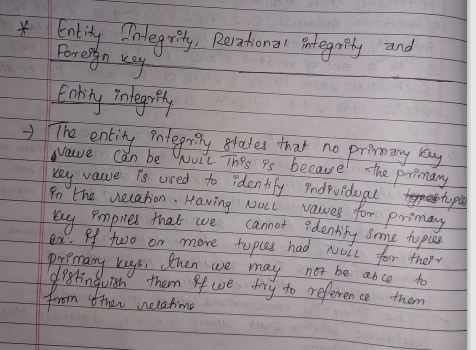 * Entity Integrity, Relational integrity and
Foreign key
Entity integrity
→ The entity integrity states that no primary key
value can be NULL This is because the primary
key value is used to identify individual tuple
in the relation. Having NULL values for primary
key implies that we cannot identify some tuples
ex. if two or more tuples had NULL for their
primary keys, then we may not be able to
distinguish them if we try to reference them
from other relations